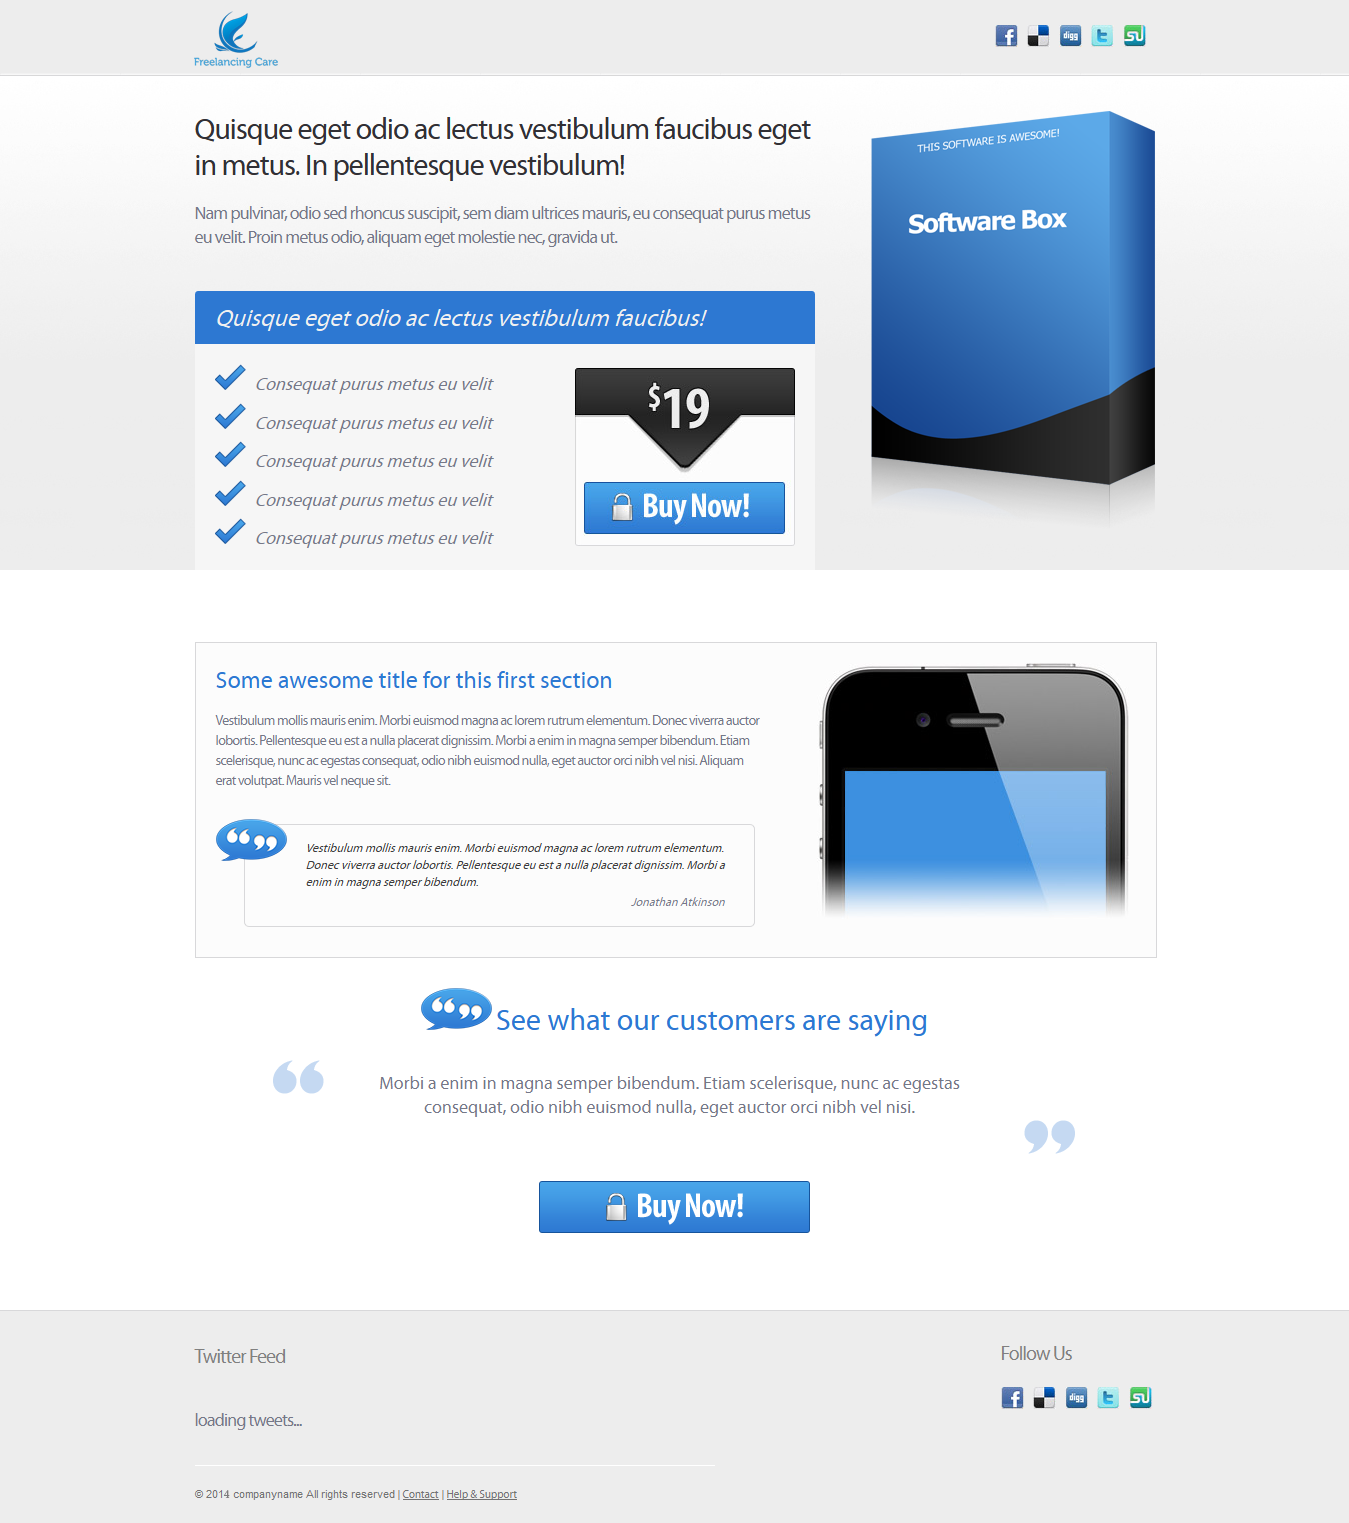 Freelancing Care
digg
Quisque eget odio ac lectus vestibulum faucibus eget
in metus. In pellentesque vestibulum!
Nam pulvinar, odio sed rhoncus suscipit, sem diam ultrices mauris, eu consequat purus metus
eu velit. Proin metus odio, aliquam eget molestie nec, gravida ut.
THIS SOFTWARE IS AWESOME!
Software Box
Quisque eget odio ac lectus vestibulum faucibus!
Consequat purus metus eu velit
Consequat purus metus eu velit
Consequat purus metus eu velit
Consequat purus metus eu velit
Consequat purus metus eu velit
$19
Buy Now!
Some awesome title for this first section
Vestibulum mollis mauris enim. Morbi euismod magna ac lorem rutrum elementum. Donec viverra auctor
lobortis. Pellentesque eu est a nulla placerat dignissim. Morbi a enim in magna semper bibendum. Etiam
scelerisque, nunc ac egestas consequat, odio nibh euismod nulla, eget auctor orci nibh vel nisi. Aliquam
erat volutpat. Mauris vel neque sit.
Vestibulum mollis mauris enim. Morbi euismod magna ac lorem rutrum elementum.
Donec viverra auctor lobortis. Pellentesque eu est a nulla placerat dignissim. Morbi a
enim in magna semper bibendum.
Jonathan Atkinson
See what our customers are saying
Morbi a enim in magna semper bibendum. Etiam scelerisque, nunc ac egestas
consequat, odio nibh euismod nulla, eget auctor orci nibh vel nisi.
Buy Now!
Twitter Feed
Follow Us
digg
loading tweets...
© 2014 companyname All rights reserved | Contact | Help & Support